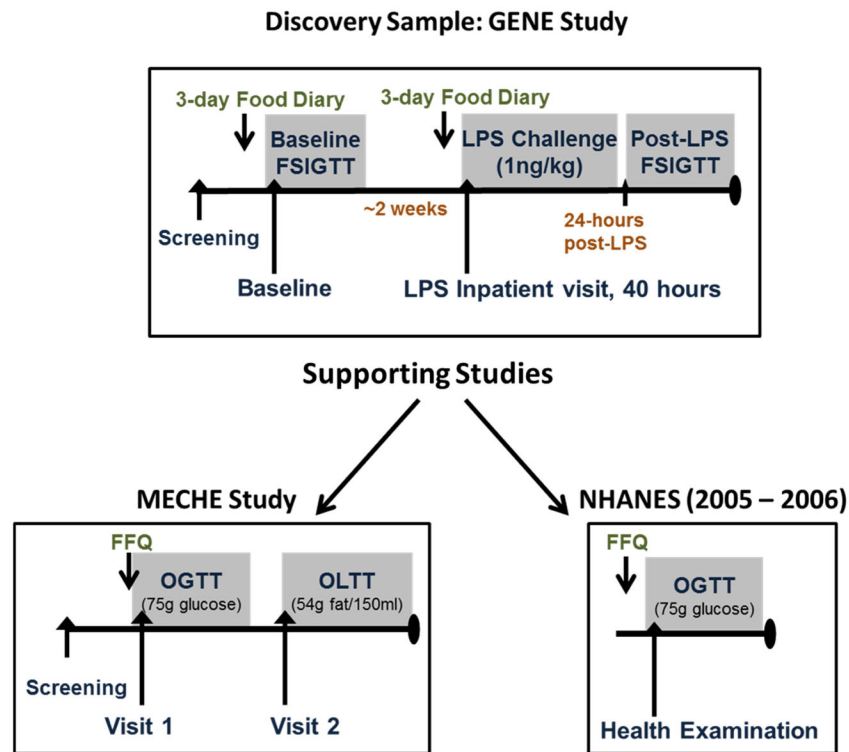 Discovery Sample: GENE Study
3-day Food Diary
3-day Food Diary
Baseline
FSIGTT
LPS Challenge
(1ng/kg)
Post-LPS
FSIGTT
~2 weeks
24-hours
post-LPS
Screening
Baseline
LPS Inpatient visit, 40 hours
Supporting Studies
MECHE Study
FFQ
OGTT
(75g glucose)
OLTT
(54g fat/150ml)
Screening
Visit 1
Visit 2
NHANES (2005 – 2006)
FFQ
OGTT
(75g glucose)
Health Examination